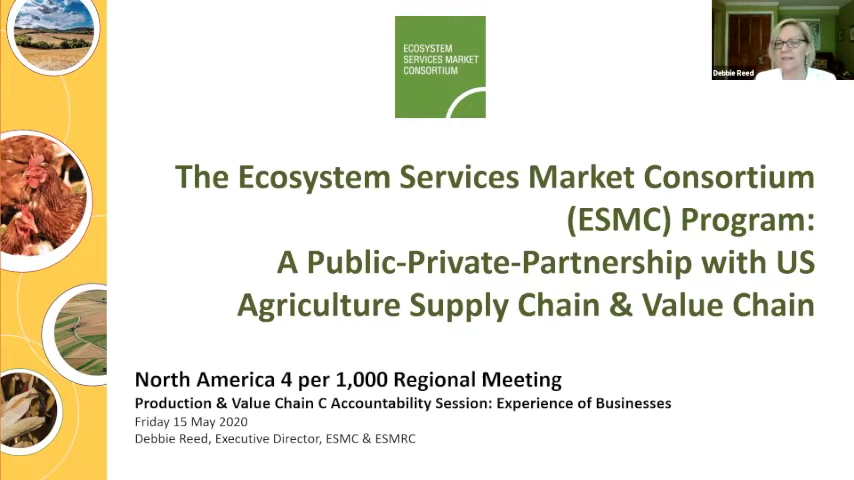 ECOSYSTEM
SERVICES MARKET
CONSORTIUM
Debbie Reed
The Ecosystem Services Market Consortium
(ESMC) Program:
A Public-Private-Partnership with US
Agriculture Supply Chain & Value Chain
North America 4 per 1,000 Regional Meeting
Production & Value Chain C Accountability Session: Experience of Businesses
Friday 15 May 2020
Debbie Reed, Executive Director, ESMC & ESMRC